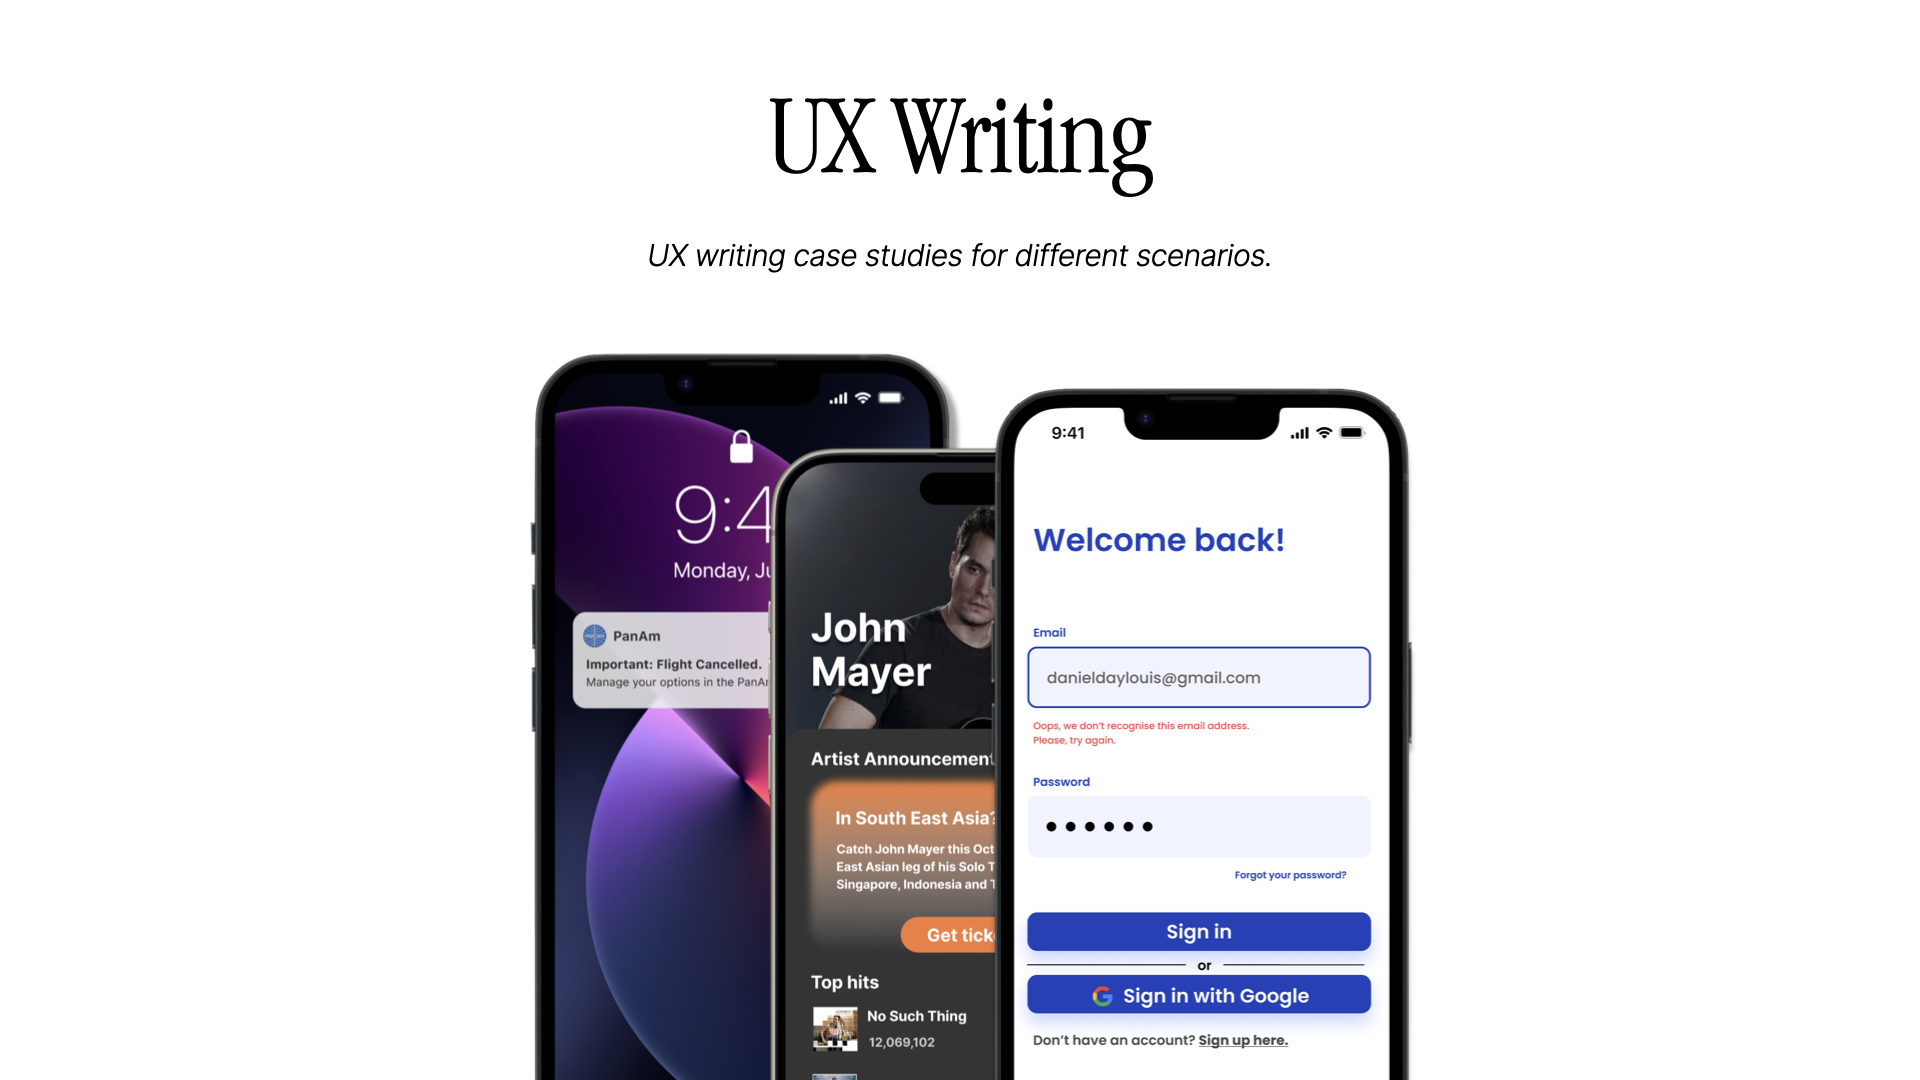 UX Writing
UX writing case studies for different scenarios.
9:4
Monday, Ju
PanAm
Important: Flight Cancelled.
Manage your options in the PanAm
John
Mayer
Artist Announcement
In South East Asia?
Catch John Mayer this Oct
East Asian leg of his Solo T
Singapore, Indonesia and T
Get tick
Top hits
No Such Thing
12,069,102
9:41
Welcome back!
Email
danieldaylouis@gmail.com
Oops, we don't recognise this email address.
Please, try again.
Password
Forgot your password?
Sign in
or
Sign in with Google
Don't have an account? Sign up here.